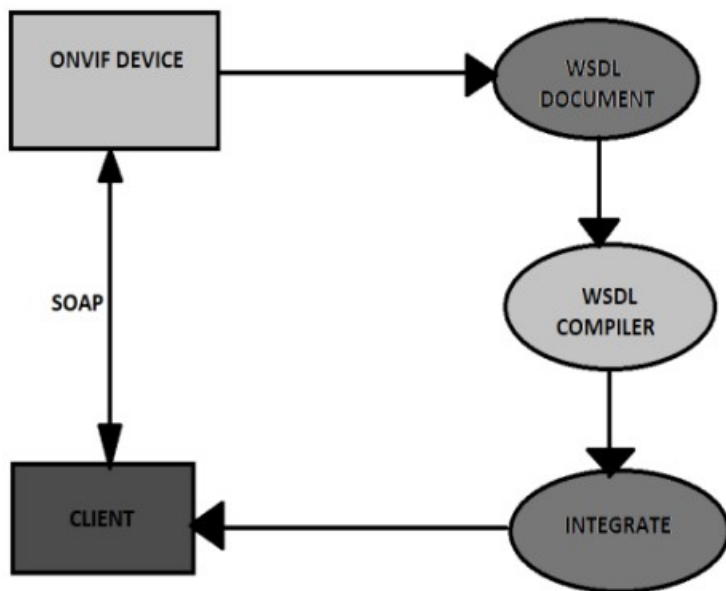 ONVIF DEVICE
WSDL
DOCUMENT
SOAP
WSDL
COMPILER
CLIENT
INTEGRATE